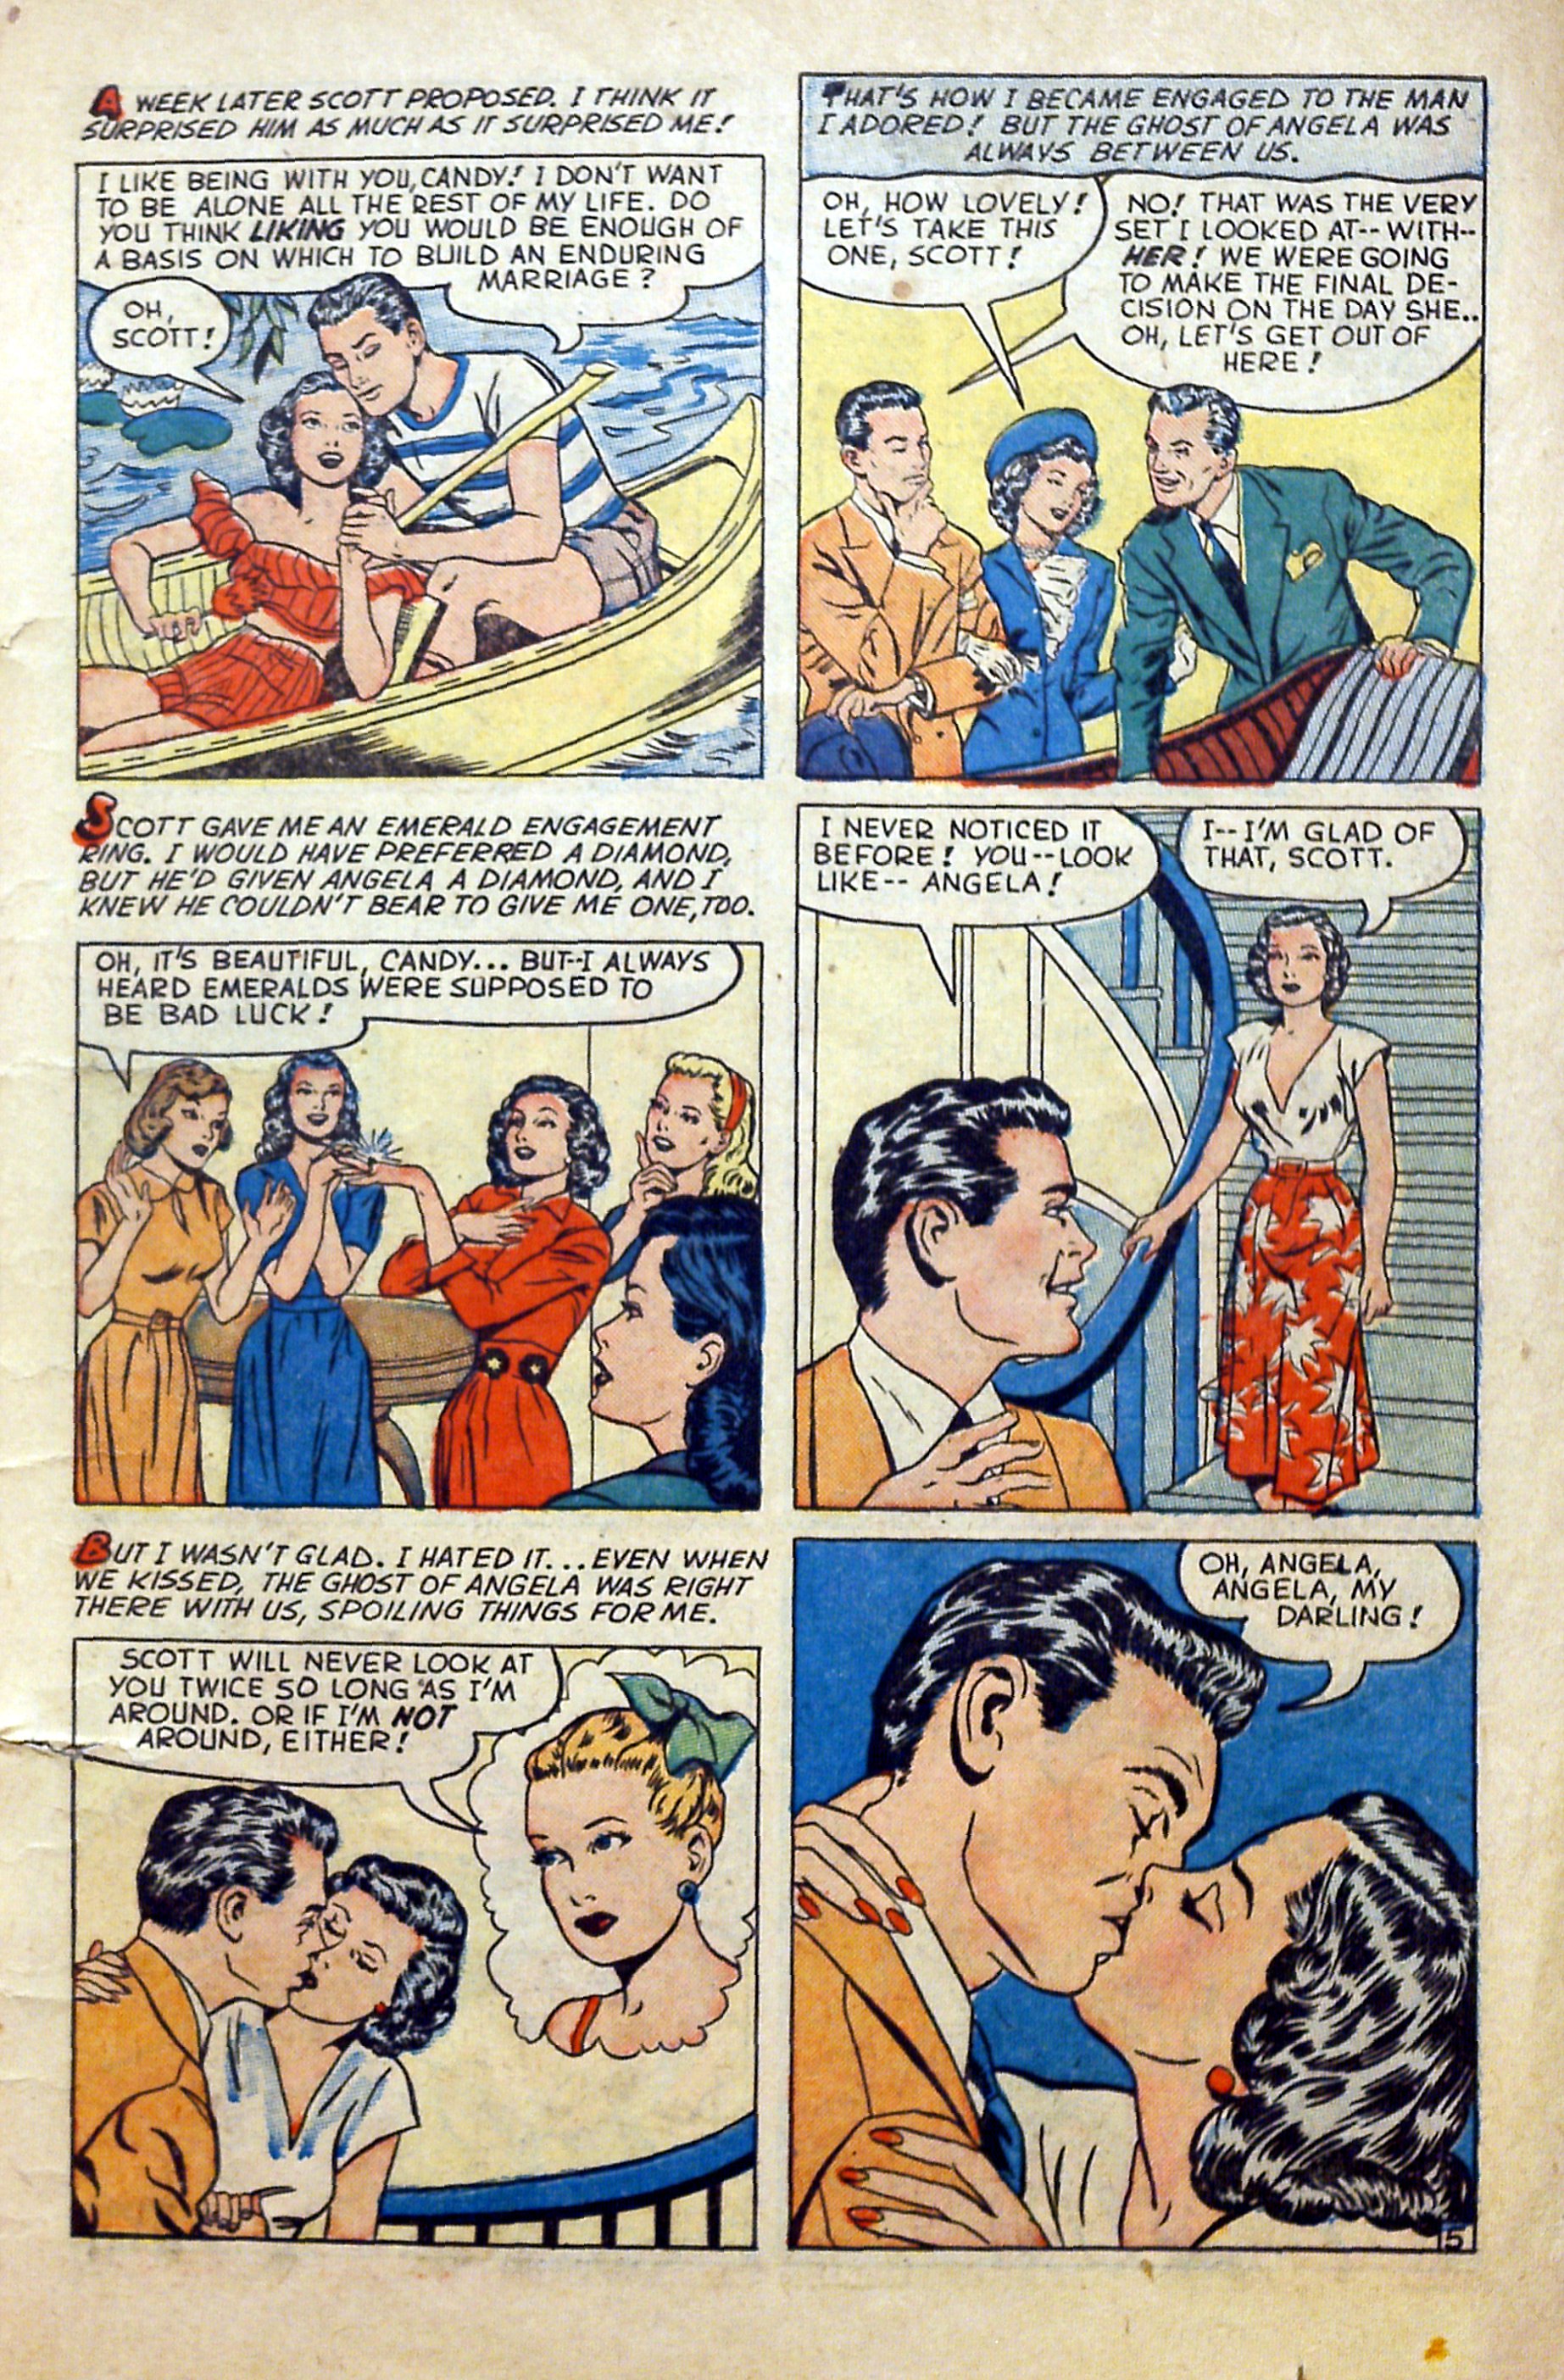 A WEEK LATER SCOTT PROPOSED. I THINK IT
SURPRISED HIM AS MUCH AS IT SURPRISED ME!
I LIKE BEING WITH YOU, CANDY! I DON'T WANT
TO BE ALONE ALL THE REST OF MY LIFE. DO
YOU THINK LIKING YOU WOULD BE ENOUGH OF
A BASIS ON WHICH TO BUILD AN ENDURING
MARRIAGE?
OH,
SCOTT!
THAT'S HOW I BECAME ENGAGED TO THE MAN
I ADORED! BUT THE GHOST OF ANGELA WAS
ALWAYS BETWEEN US.
OH, HOW LOVELY!
LET'S TAKE THIS
ONE, SCOTT!
NO! THAT WAS THE VERY
SET I LOOKED AT-- WITH--
HER! WE WERE GOING
TO MAKE THE FINAL DE-
CISION ON THE DAY SHE..
OH, LET'S GET OUT OF
HERE!
SCOTT GAVE ME AN EMERALD ENGAGEMENT
RING. I WOULD HAVE PREFERRED A DIAMOND,
BUT HE'D GIVEN ANGELA A DIAMOND, AND I
KNEW HE COULDN'T BEAR TO GIVE ME ONE, TOO.
OH, IT'S BEAUTIFUL, CANDY... BUT--I ALWAYS
HEARD EMERALDS WERE SUPPOSED TO
BE BAD LUCK!
I NEVER NOTICED IT
BEFORE! YOU--LOOK
LIKE-- ANGELA!
I-- I'M GLAD OF
THAT, SCOTT.
BUT I WASN'T GLAD. I HATED IT... EVEN WHEN
WE KISSED, THE GHOST OF ANGELA WAS RIGHT
THERE WITH US, SPOILING THINGS FOR ME.
SCOTT WILL NEVER LOOK AT
YOU TWICE SO LONG AS I'M
AROUND. OR IF I'M NOT
AROUND, EITHER!
OH, ANGELA,
ANGELA, MY
DARLING!
5